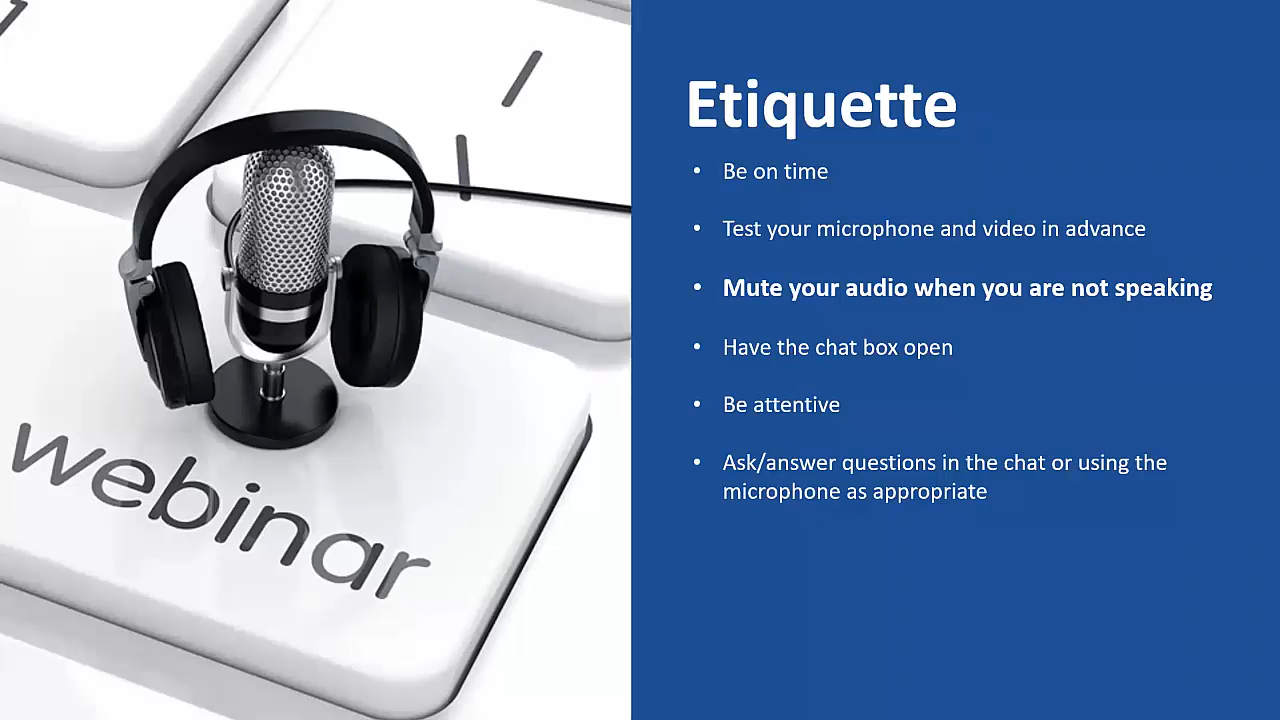 Etiquette
• Be on time
• Test your microphone and video in advance
• Mute your audio when you are not speaking
• Have the chat box open
• Be attentive
• Ask/answer questions in the chat or using the
microphone as appropriate
webinar